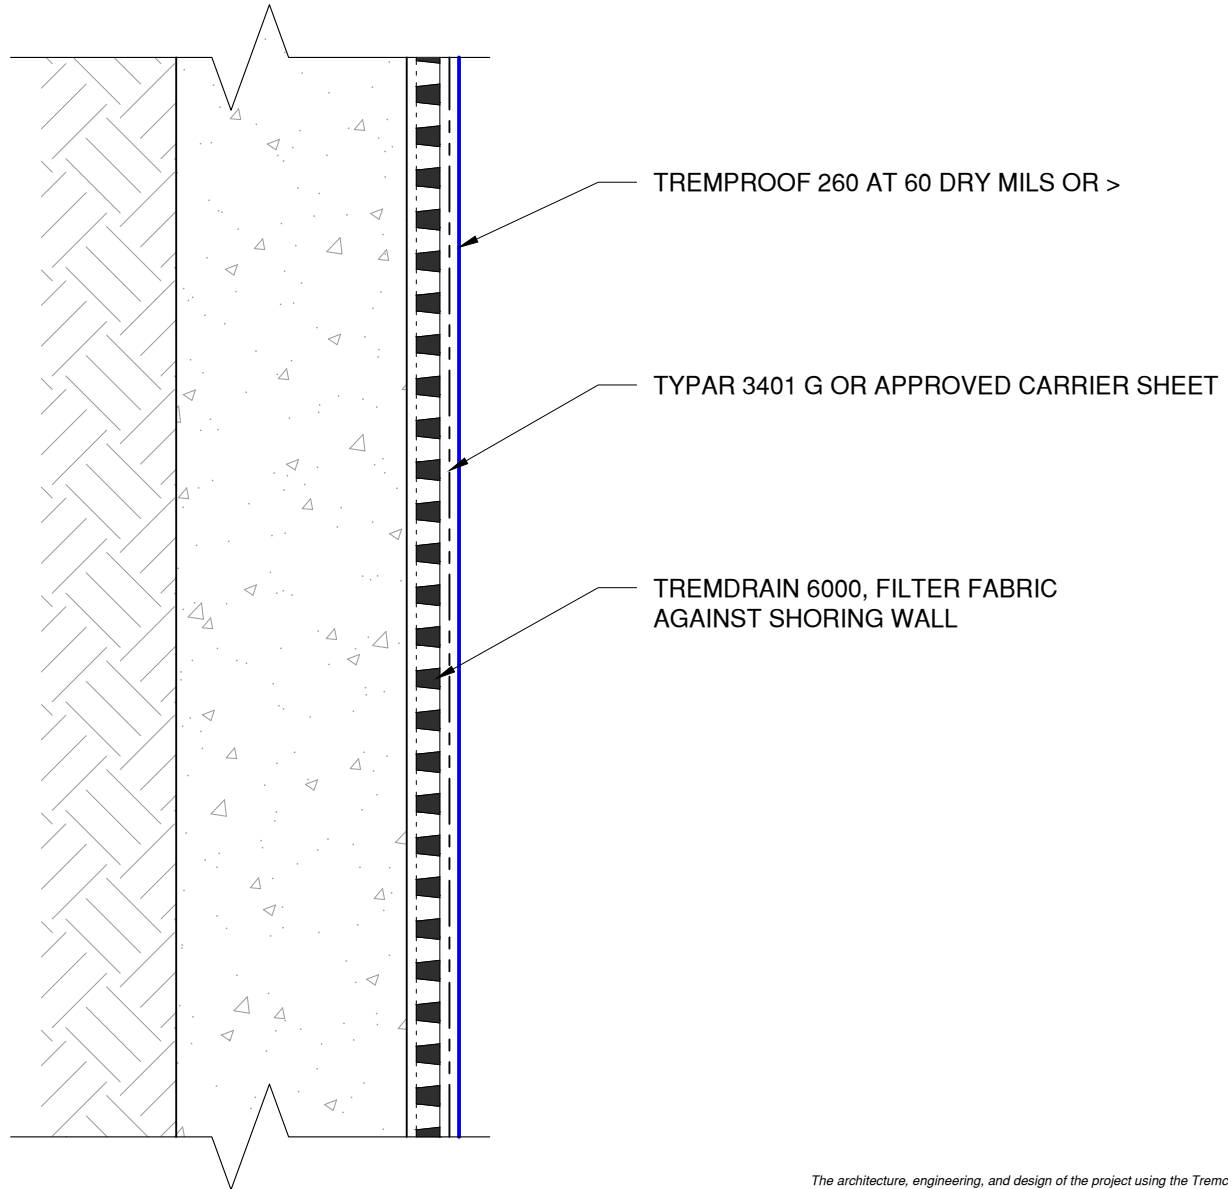 TREMPROOF 260 AT 60 DRY MILS OR >
TYPAR 3401 G OR APPROVED CARRIER SHEET
TREMDRAIN 6000, FILTER FABRIC
AGAINST SHORING WALL
The architecture, engineering, and design of the project using the